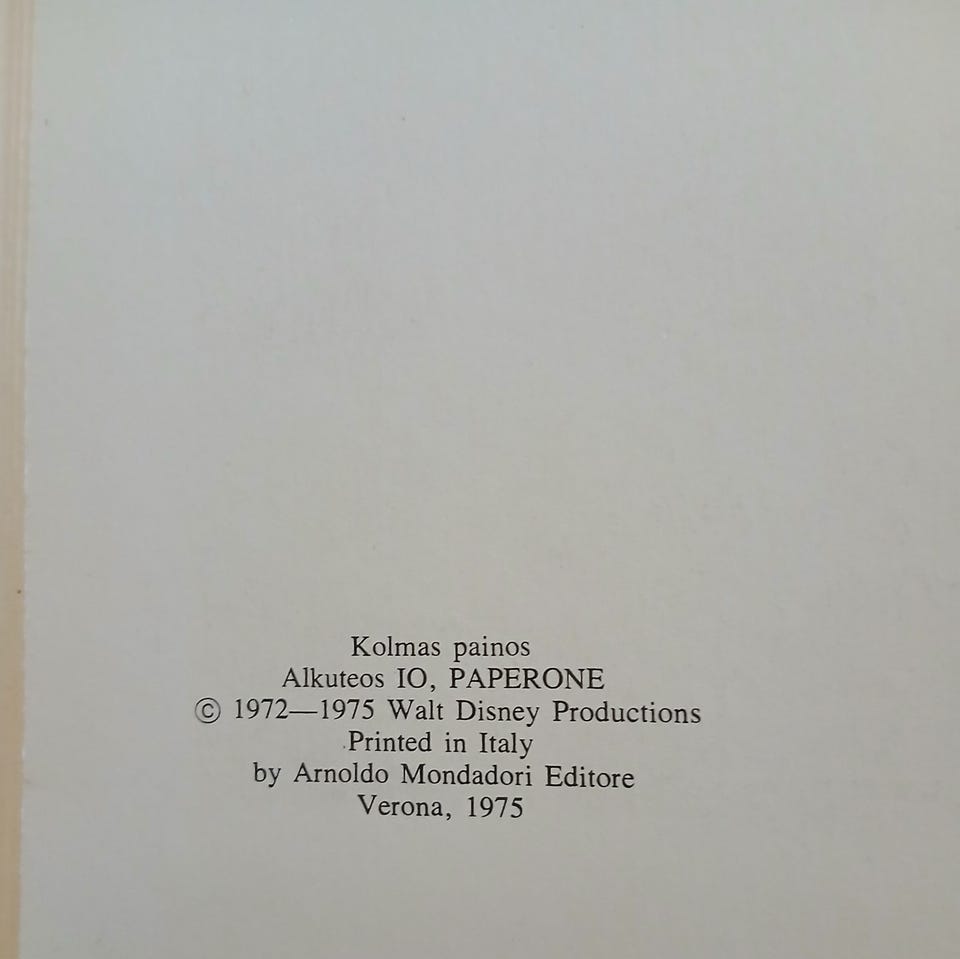 Kolmas painos
Alkuteos IO, PAPERONE
© 1972—1975 Walt Disney Productions
Printed in Italy
by Arnoldo Mondadori Editore
Verona, 1975